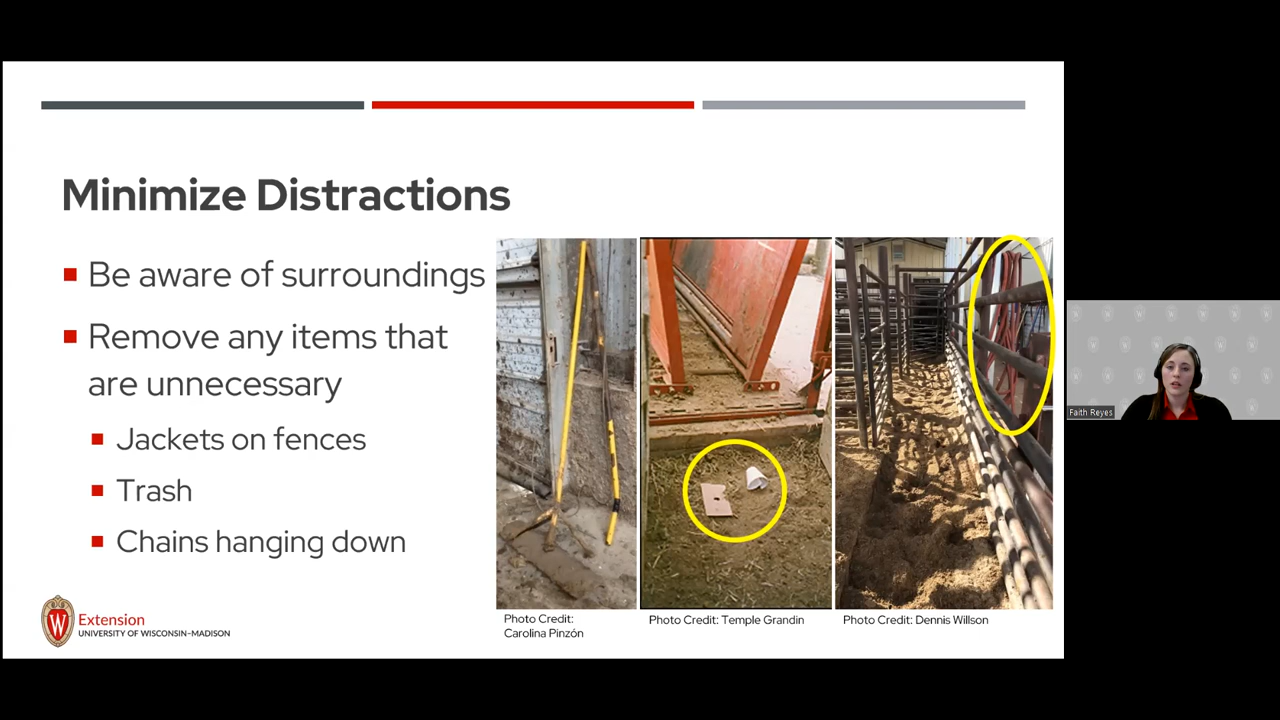 Minimize Distractions
Be aware of surroundings
Remove any items that
are unnecessary
Jackets on fences
Trash
Chains hanging down
Photo Credit:
Carolina Pinzón
Photo Credit: Temple Grandin
Photo Credit: Dennis Willson
W
Extension
UNIVERSITY OF WISCONSIN–MADISON
Faith Reyes